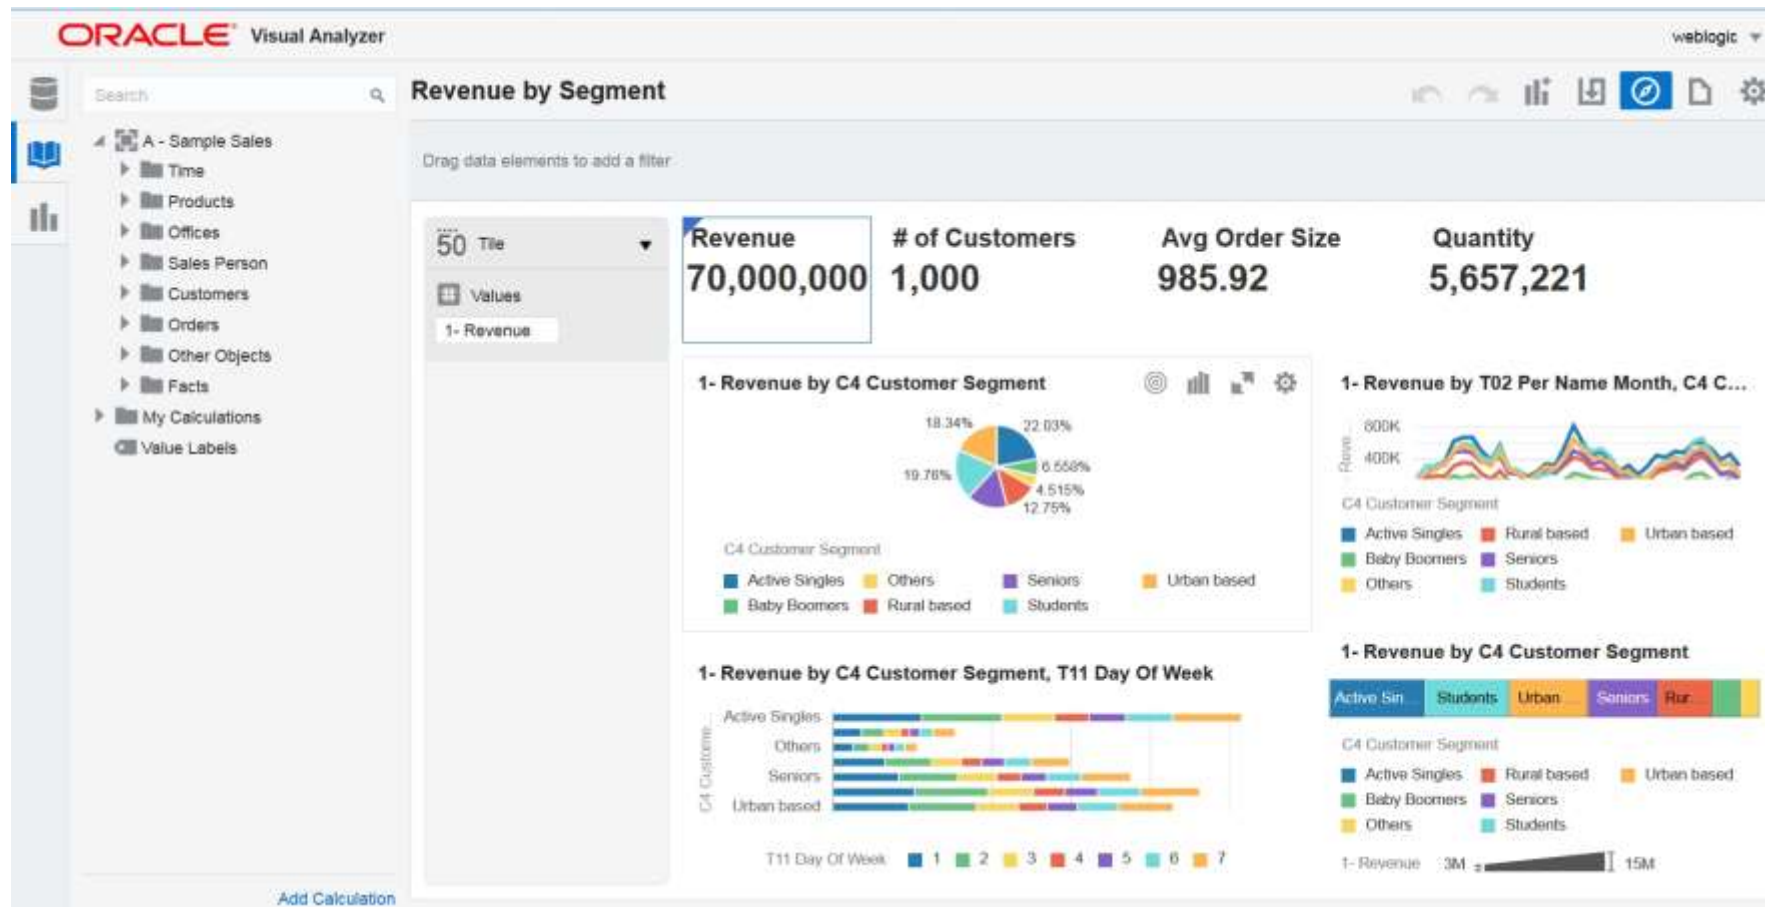 ORACLE Visual Analyzer
weblogic
Search
Revenue by Segment
A - Sample Sales
Time
Products
Offices
Sales Person
Customers
Orders
Other Objects
Facts
My Calculations
Value Labels
Add Calculation
Drag data elements to add a filter
50 Tile
Values
1- Revenue
Revenue
70,000,000
# of Customers
1,000
Avg Order Size
985.92
Quantity
5,657,221
1- Revenue by C4 Customer Segment
18.34% 22.03%
6.558%
19.76%
4.515%
12.75%
C4 Customer Segment
Active Singles Others Seniors Urban based
Baby Boomers Rural based Students
1- Revenue by T02 Per Name Month, C4 C...
Reve...
800K
400K
C4 Customer Segment
Active Singles Rural based Urban based
Baby Boomers Seniors
Others Students
1- Revenue by C4 Customer Segment, T11 Day Of Week
C4 Custome...
Active Singles
Others
Seniors
Urban based
T11 Day Of Week 1 2 3 4 5 6 7
1- Revenue by C4 Customer Segment
Active Sin... Students Urban ... Seniors Rur...
C4 Customer Segment
Active Singles Rural based Urban based
Baby Boomers Seniors
Others Students
1- Revenue 3M 15M